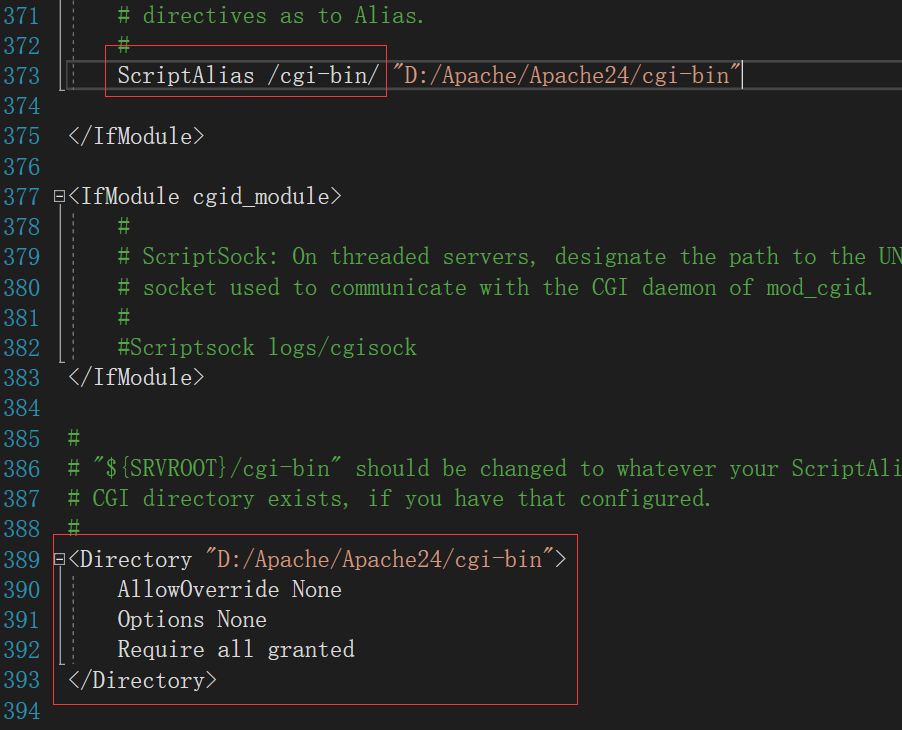 371 # directives as to Alias.
372 #
373 ScriptAlias /cgi-bin/ "D:/Apache/Apache24/cgi-bin"
374
375 </IfModule>
376
377 <IfModule cgid_module>
378 #
379 # ScriptSock: On threaded servers, designate the path to the UN
380 # socket used to communicate with the CGI daemon of mod_cgid.
381 #
382 #Scriptsock logs/cgisock
383 </IfModule>
384
385 #
386 # "${SRVROOT}/cgi-bin" should be changed to whatever your ScriptAli
387 # CGI directory exists, if you have that configured.
388 #
389 <Directory "D:/Apache/Apache24/cgi-bin">
390 AllowOverride None
391 Options None
392 Require all granted
393 </Directory>
394